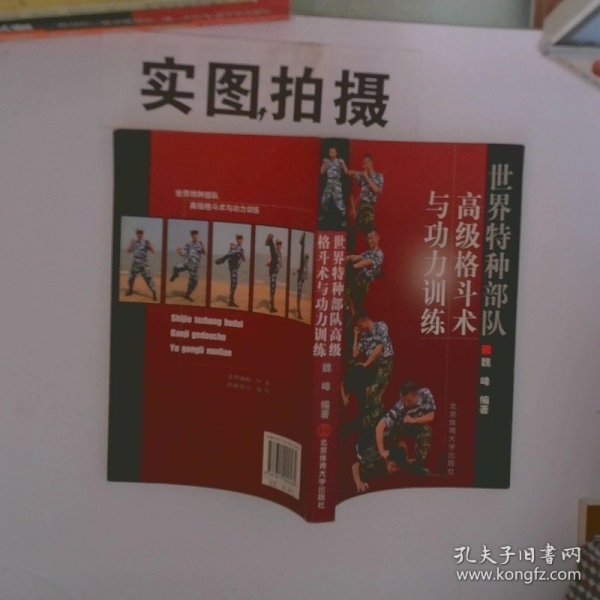 实图拍摄
世界特种部队
高级格斗术与功力训练
Shijie tezhong budui
Gaoji gedoushu
Yu gongli xunlian
世界特种部队高级
格斗术与功力训练
魏峰 编著
北京体育大学出版社
世界特种部队
高级格斗术
与功力训练
魏峰 编著
北京体育大学出版社
孔夫子旧书网
www.kongfz.com